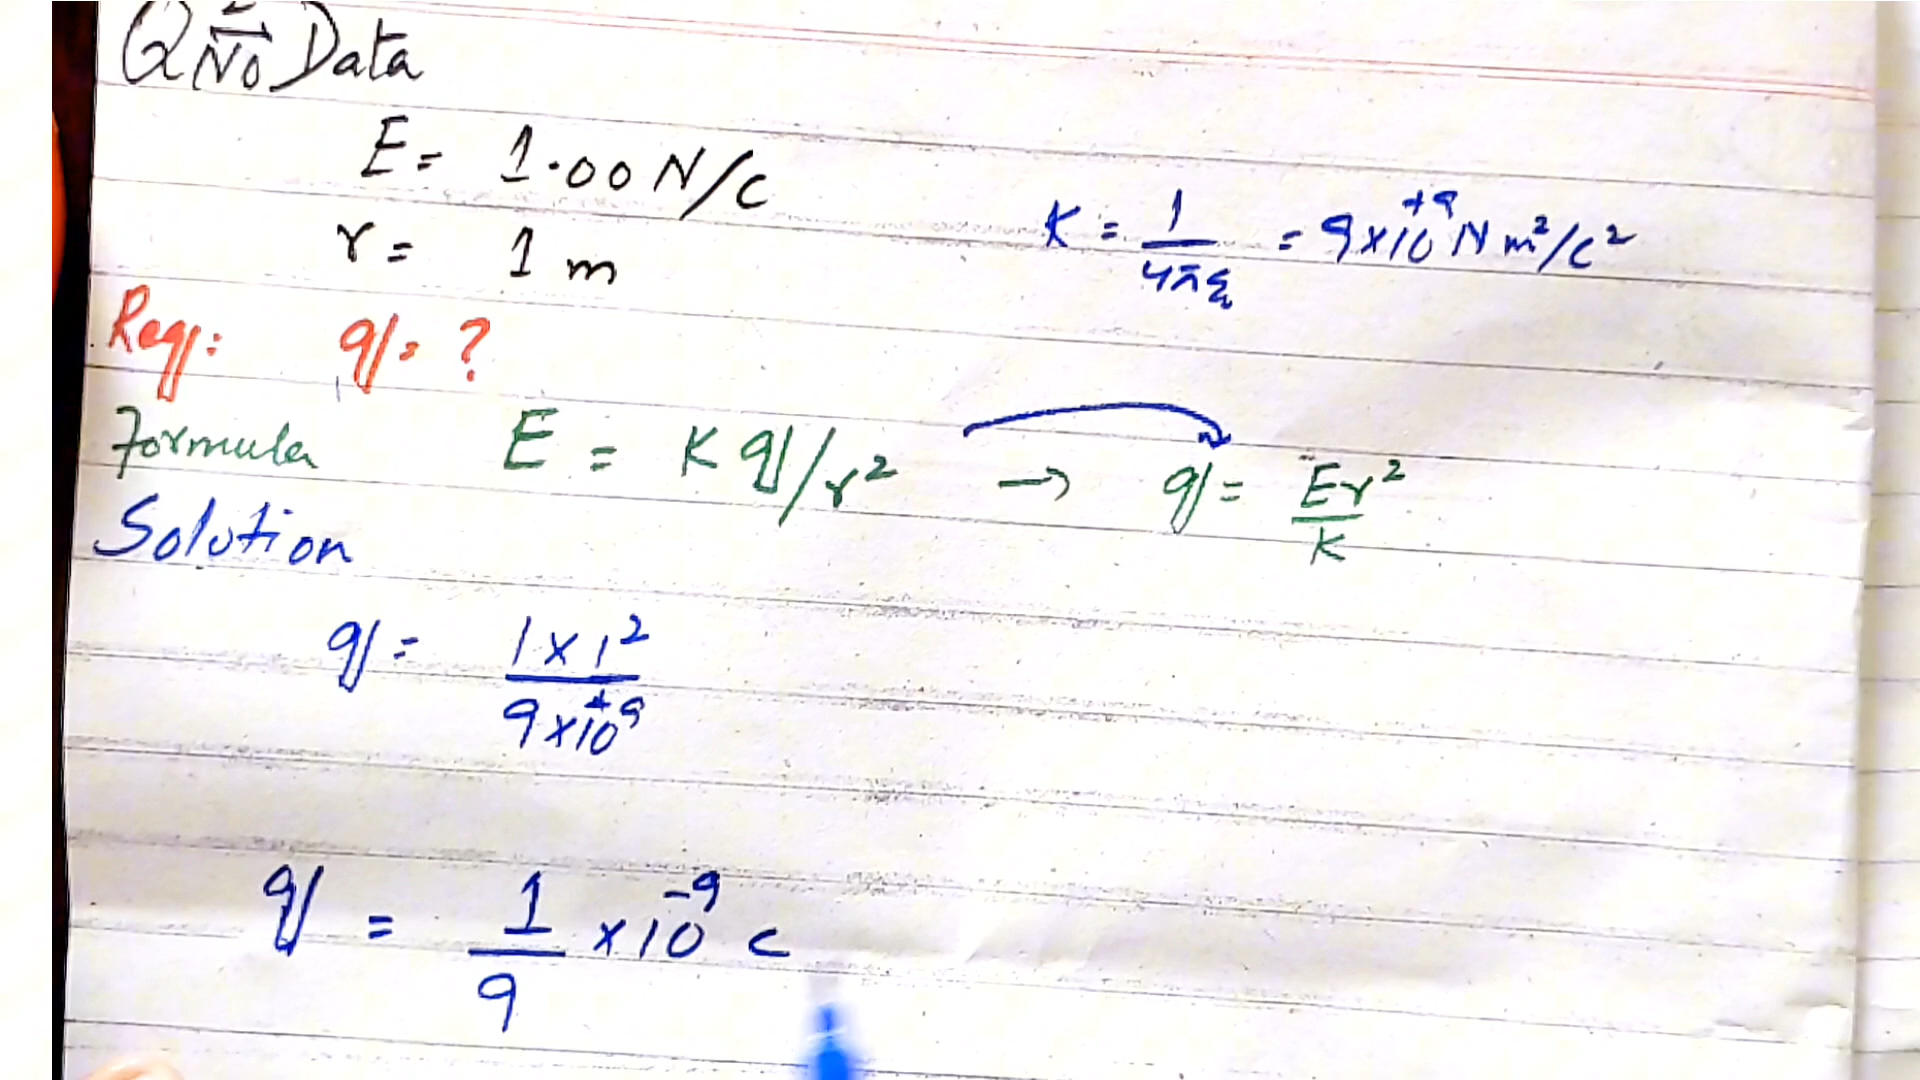 Q No Data
E = 1.00 N/C
r = 1 m
K = 1/4πε₀ = 9×10⁺⁹ N m²/C²
Req: q = ?
Formula E = Kq/r² → q = Er²/K
Solution
q = 1×1²/9×10⁺⁹
q = 1/9 ×10⁻⁹ C